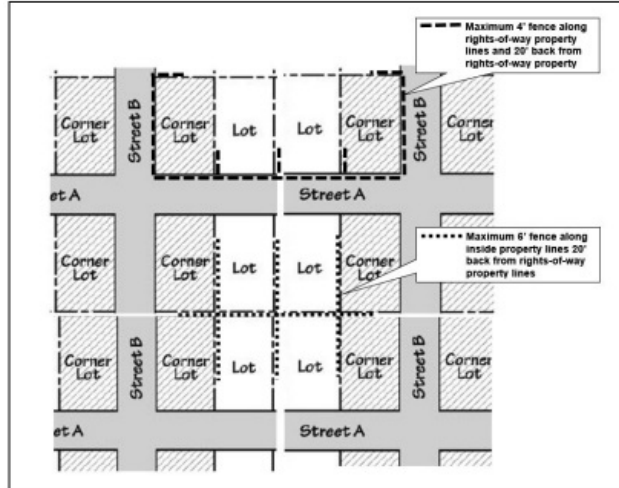 Maximum 4' fence along
rights-of-way property
lines and 20' back from
rights-of-way property
Corner
Lot
Street B
Corner
Lot
Lot
Lot
Corner
Lot
Street B
Corner
Lot
et A
Street A
Maximum 6' fence along
inside property lines 20'
back from rights-of-way
property lines
Corner
Lot
Corner
Lot
Lot
Lot
Corner
Lot
Corner
Lot
Corner
Lot
Street B
Corner
Lot
Lot
Lot
Corner
Lot
Street B
Corner
Lot
et A
Street A